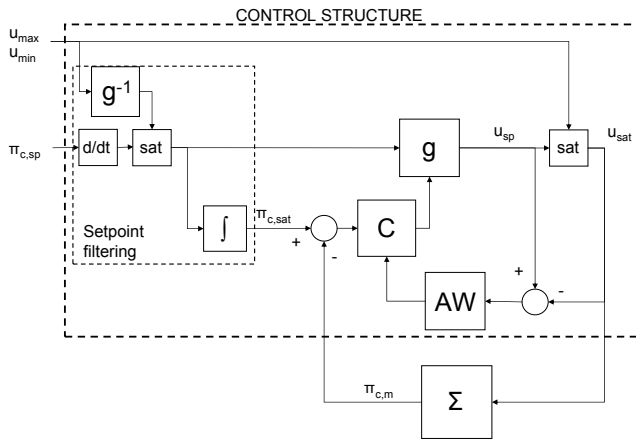 CONTROL STRUCTURE
u_max
u_min
g⁻¹
π_c,sp
d/dt
sat
g
u_sp
sat
u_sat
Setpoint
filtering
∫
π_c,sat
+
-
C
AW
+
-
π_c,m
Σ